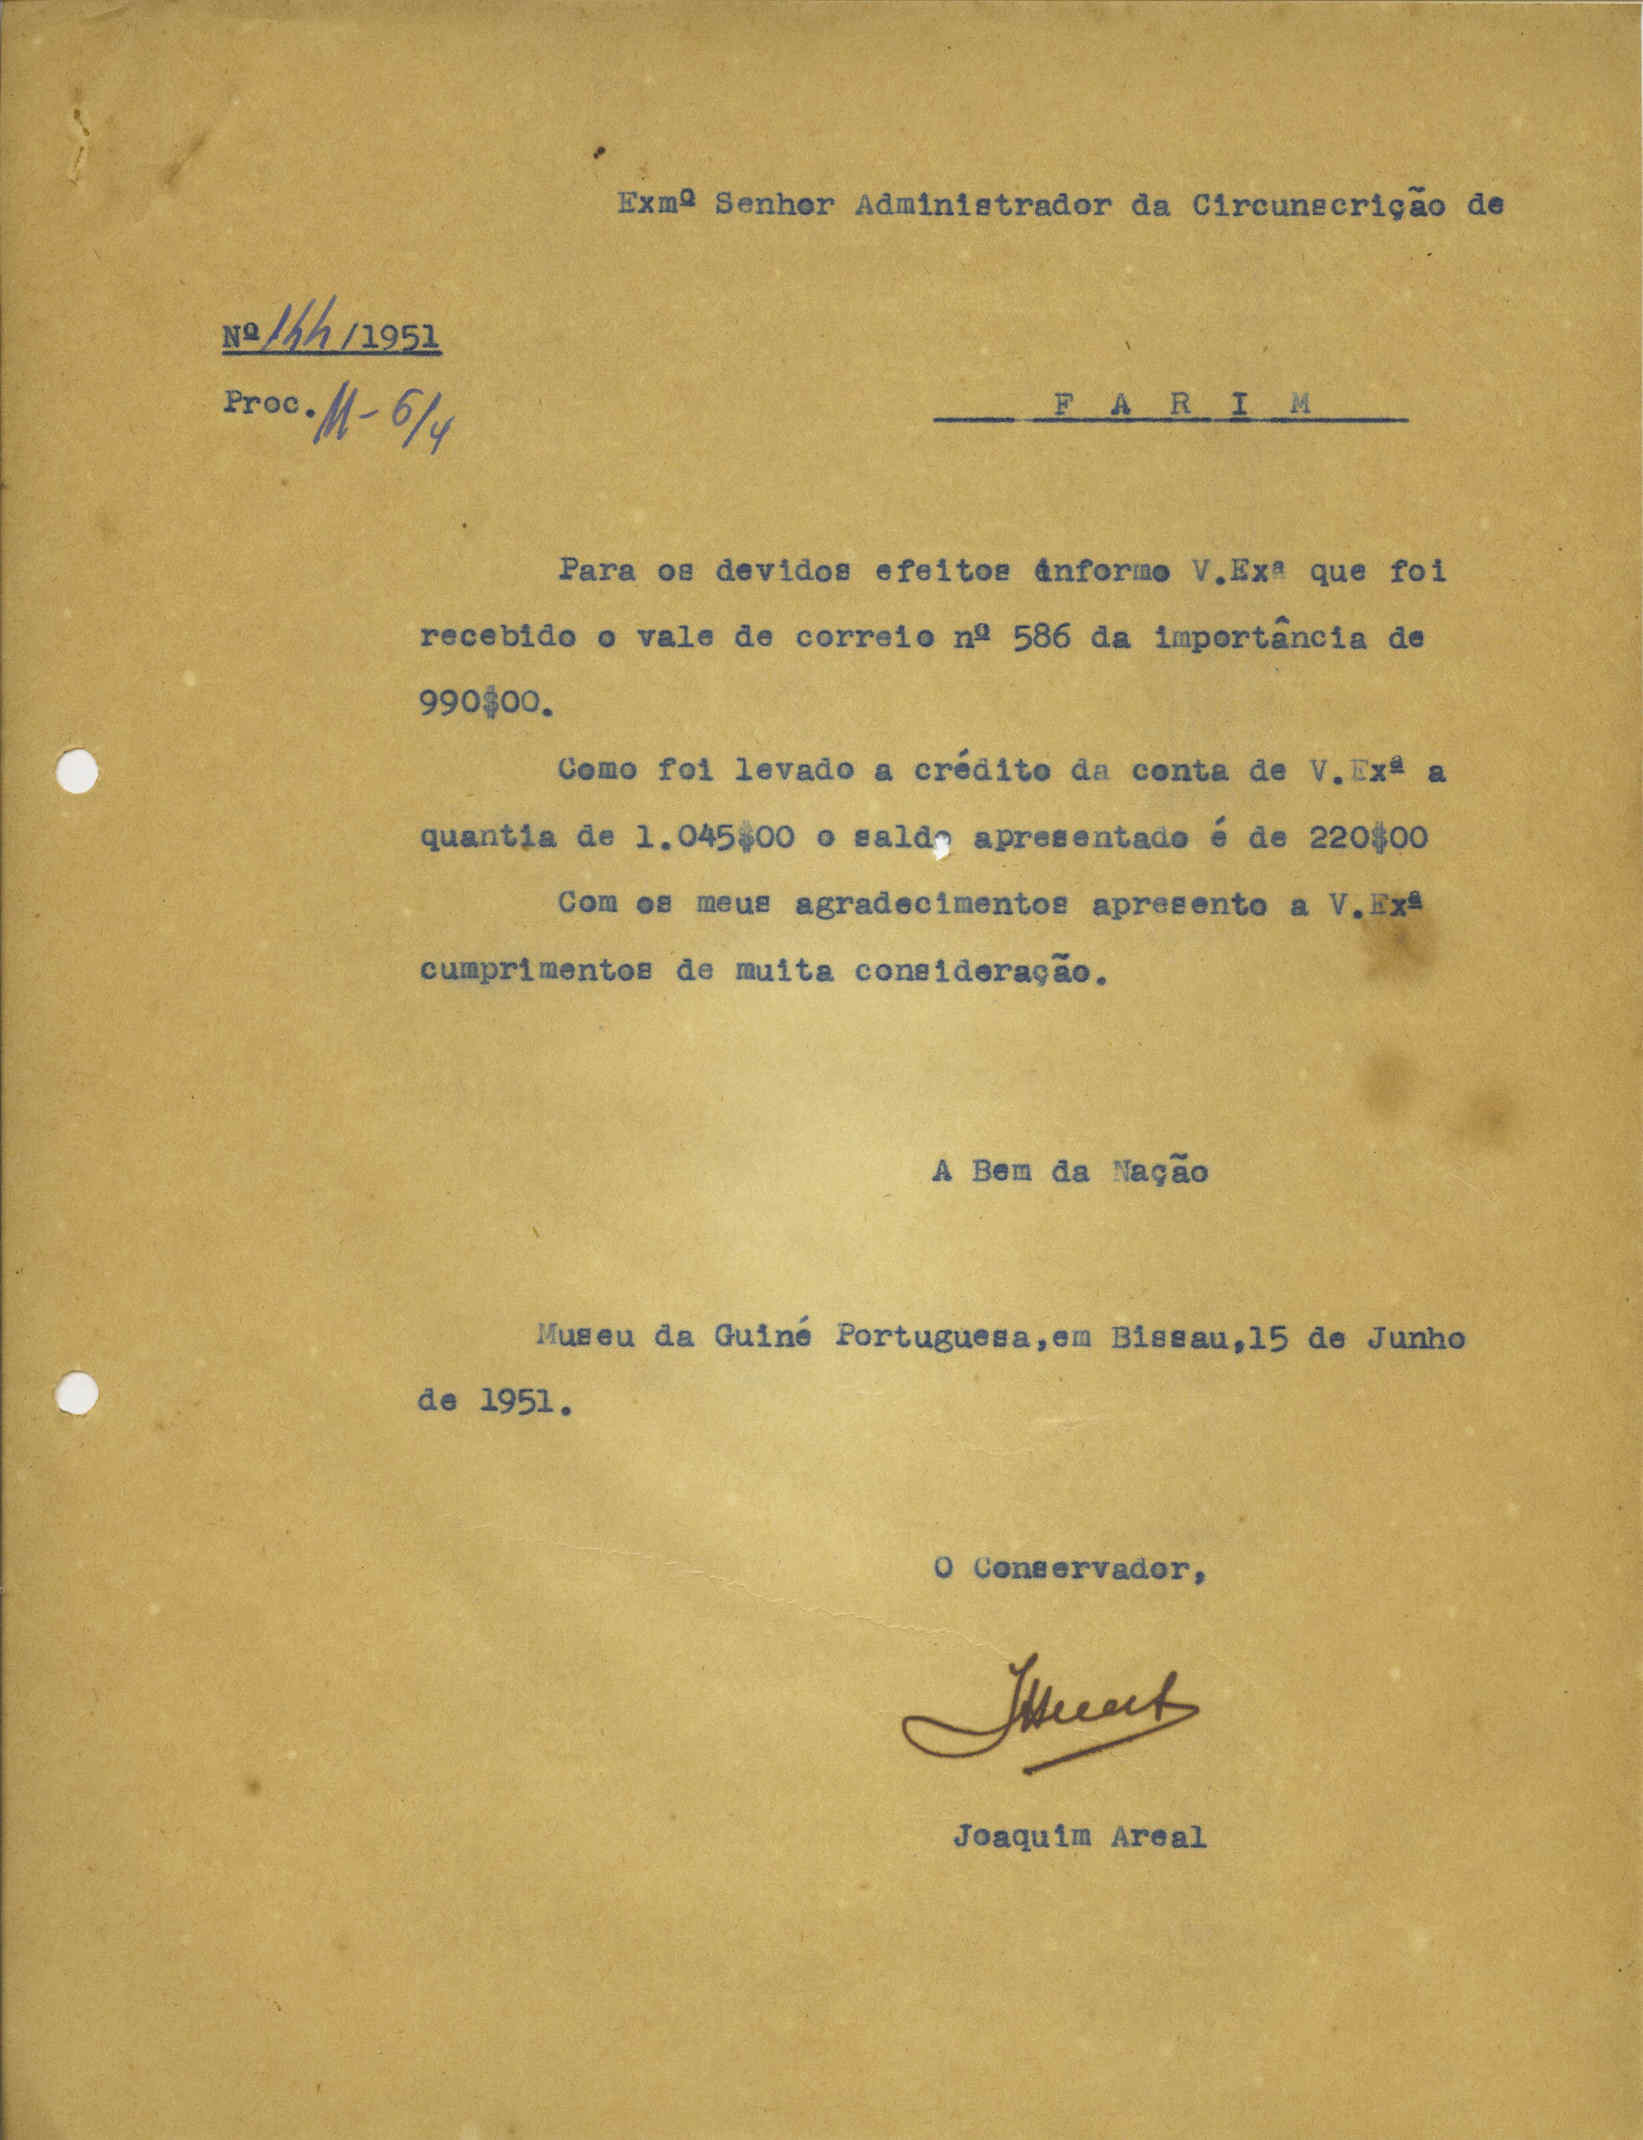 Exmº Senhor Administrador da Circunscrição de
Nº 144/1951
Proc. M-6/4
F A R I M
Para os devidos efeitos informo V.Exª que foi
recebido o vale de correio nº 586 da importância de
990$00.
Como foi levado a crédito da conta de V.Exª a
quantia de 1.045$00 o saldo apresentado é de 220$00
Com os meus agradecimentos apresento a V.Exª
cumprimentos de muita consideração.
A Bem da Nação
Museu da Guiné Portuguesa,em Bissau,15 de Junho
de 1951.
O Conservador,
Joaquim Areal